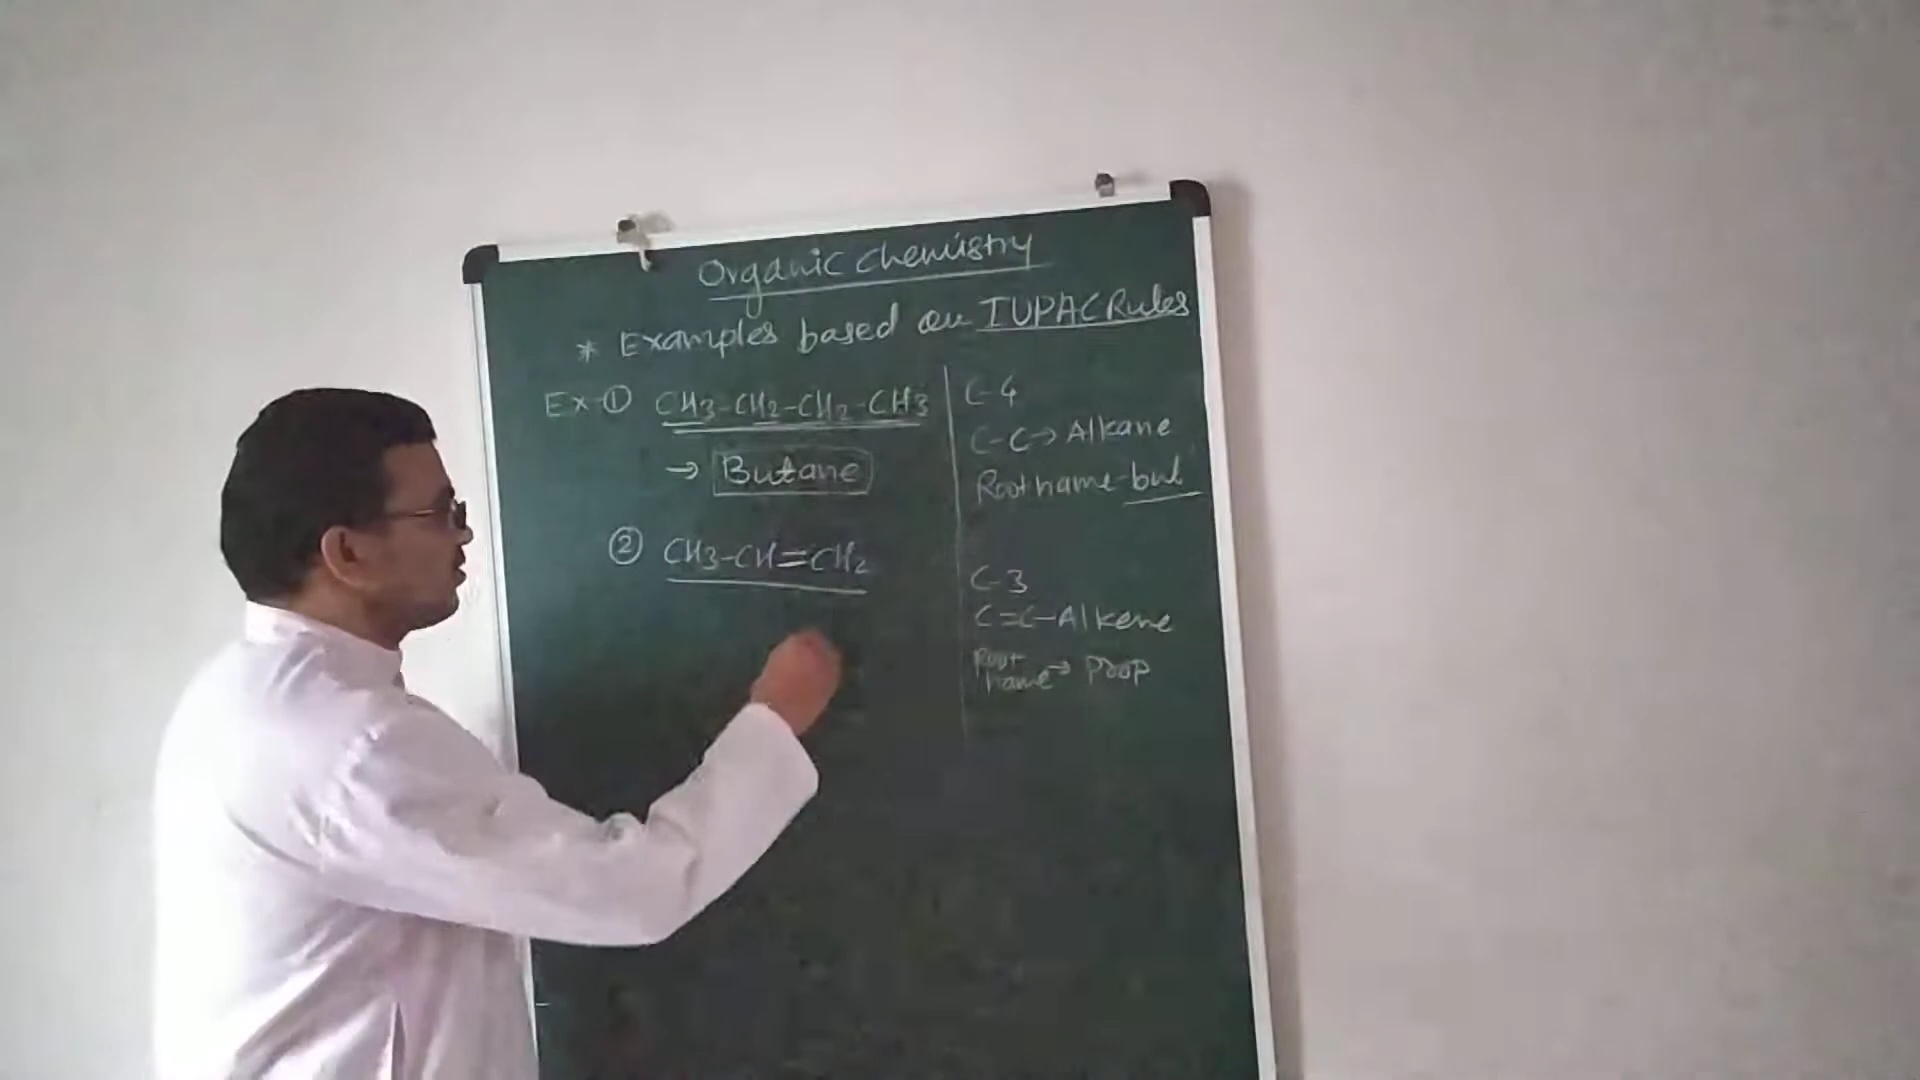 Organic Chemistry
* Examples based on IUPAC Rules
Ex-① CH3-CH2-CH2-CH3
→ Butane
② CH3-CH=CH2
C-4
C-C→Alkane
Root name-but
C-3
C=C-Alkene
Root
name→ Prop